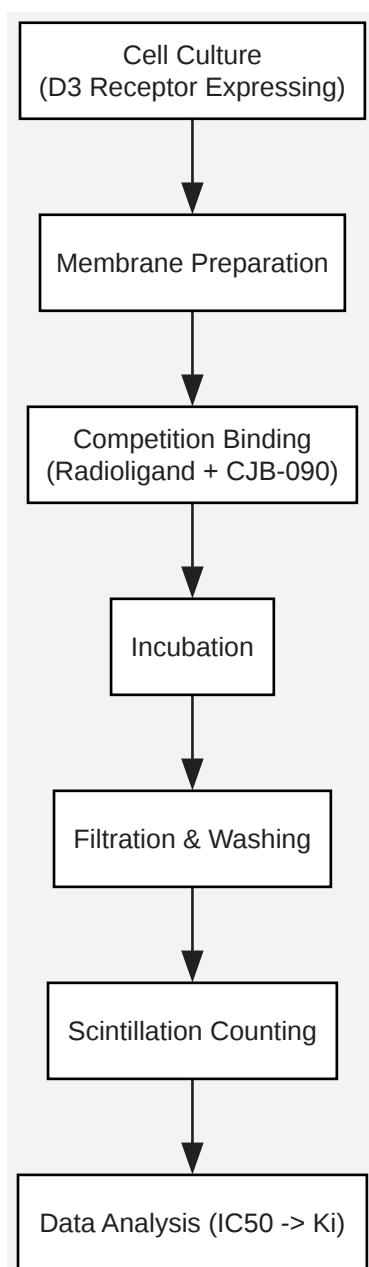 Cell Culture
(D3 Receptor Expressing)
Membrane Preparation
Competition Binding
(Radioligand + CJB-090)
Incubation
Filtration & Washing
Scintillation Counting
Data Analysis (IC50 -> Ki)